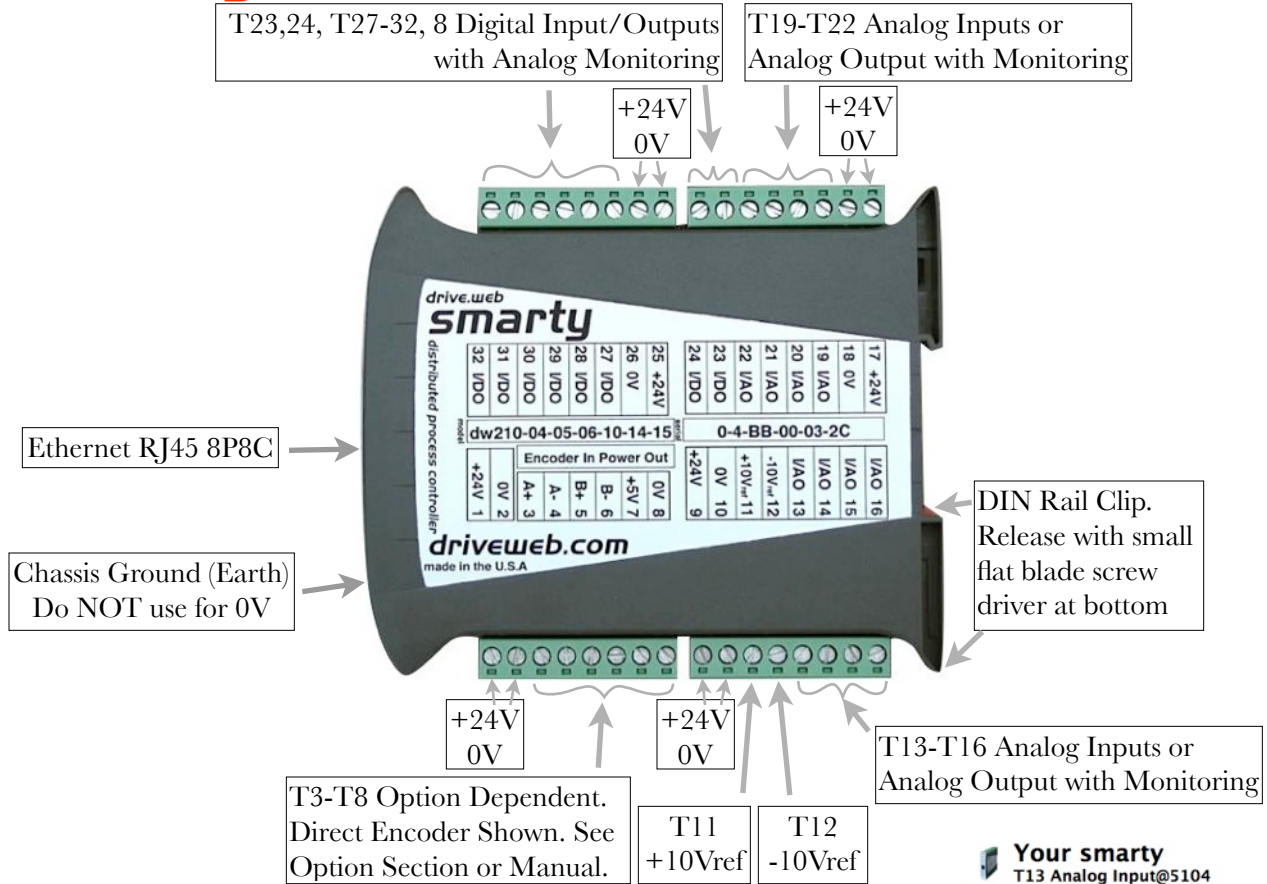 T23,24, T27-32, 8 Digital Input/Outputs
with Analog Monitoring
T19-T22 Analog Inputs or
Analog Output with Monitoring
+24V
0V
+24V
0V
drive.web
smarty
distributed process controller
32 I/DO
31 I/DO
30 I/DO
29 I/DO
28 I/DO
27 I/DO
26 0V
25 +24V
24 I/DO
23 I/DO
22 I/AO
21 I/AO
20 I/AO
19 I/AO
18 0V
17 +24V
model
dw210-04-05-06-10-14-15
serial
0-4-BB-00-03-2C
Encoder In Power Out
+24V 1
0V 2
A+ 3
A- 4
B+ 5
B- 6
+5V 7
0V 8
+24V 9
0V 10
+10Vref 11
-10Vref 12
I/AO 13
I/AO 14
I/AO 15
I/AO 16
driveweb.com
made in the U.S.A
Ethernet RJ45 8P8C
Chassis Ground (Earth)
Do NOT use for 0V
DIN Rail Clip.
Release with small
flat blade screw
driver at bottom
+24V
0V
+24V
0V
T3-T8 Option Dependent.
Direct Encoder Shown. See
Option Section or Manual.
T11
+10Vref
T12
-10Vref
T13-T16 Analog Inputs or
Analog Output with Monitoring
Your smarty
T13 Analog Input@5104